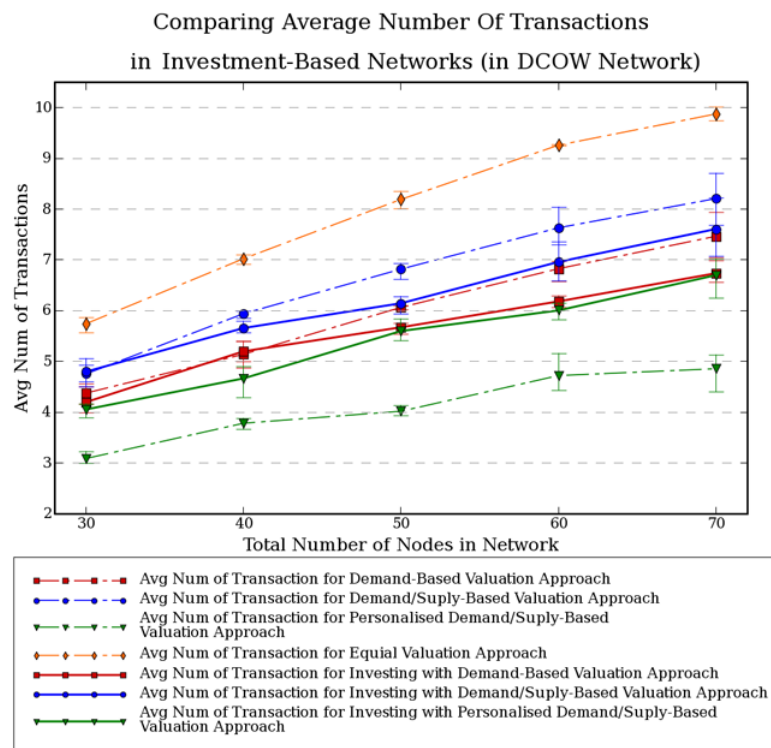 Comparing Average Number Of Transactions
in Investment-Based Networks (in DCOW Network)
Avg Num of Transactions
10
9
8
7
6
5
4
3
2
30 40 50 60 70
Total Number of Nodes in Network
Avg Num of Transaction for Demand-Based Valuation Approach
Avg Num of Transaction for Demand/Suply-Based Valuation Approach
Avg Num of Transaction for Personalised Demand/Suply-Based
Valuation Approach
Avg Num of Transaction for Equial Valuation Approach
Avg Num of Transaction for Investing with Demand-Based Valuation Approach
Avg Num of Transaction for Investing with Demand/Suply-Based Valuation Approach
Avg Num of Transaction for Investing with Personalised Demand/Suply-Based
Valuation Approach